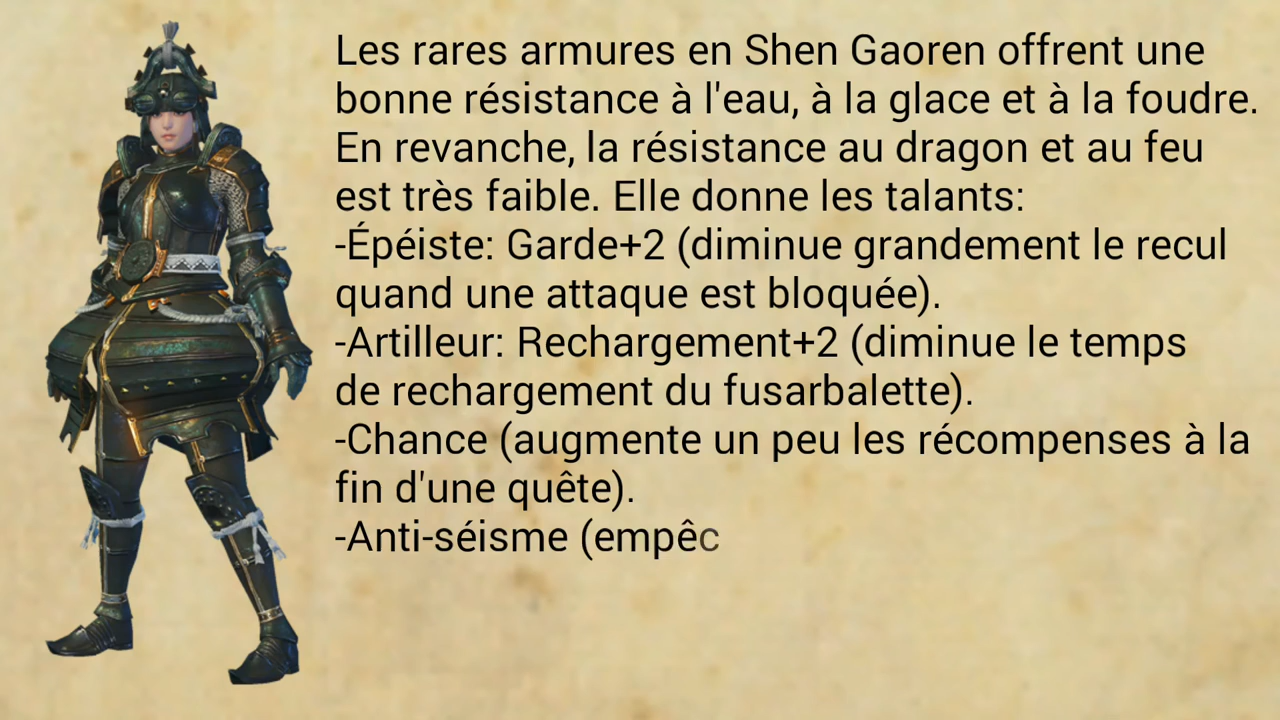 Les rares armures en Shen Gaoren offrent une
bonne résistance à l'eau, à la glace et à la foudre.
En revanche, la résistance au dragon et au feu
est très faible. Elle donne les talants:
-Épéiste: Garde+2 (diminue grandement le recul
quand une attaque est bloquée).
-Artilleur: Rechargement+2 (diminue le temps
de rechargement du fusarbalette).
-Chance (augmente un peu les récompenses à la
fin d'une quête).
-Anti-séisme (empêc